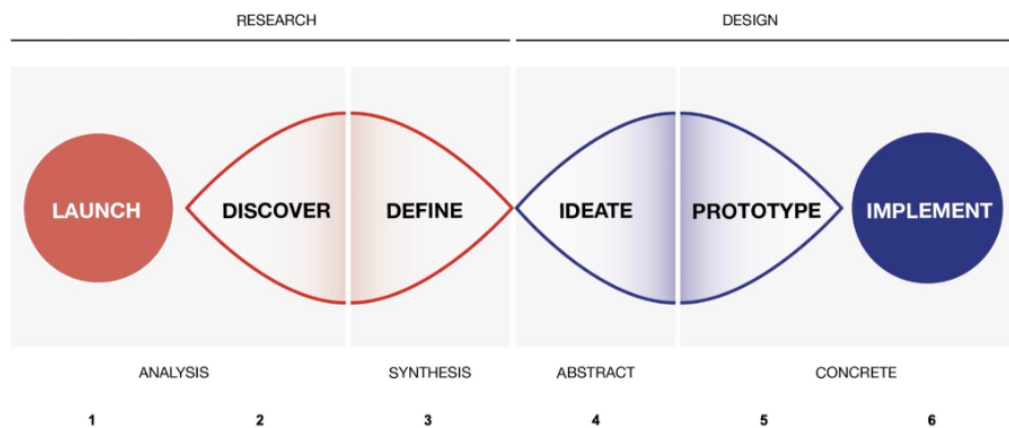 RESEARCH DESIGN
LAUNCH DISCOVER DEFINE IDEATE PROTOTYPE IMPLEMENT
ANALYSIS SYNTHESIS ABSTRACT CONCRETE
1 2 3 4 5 6